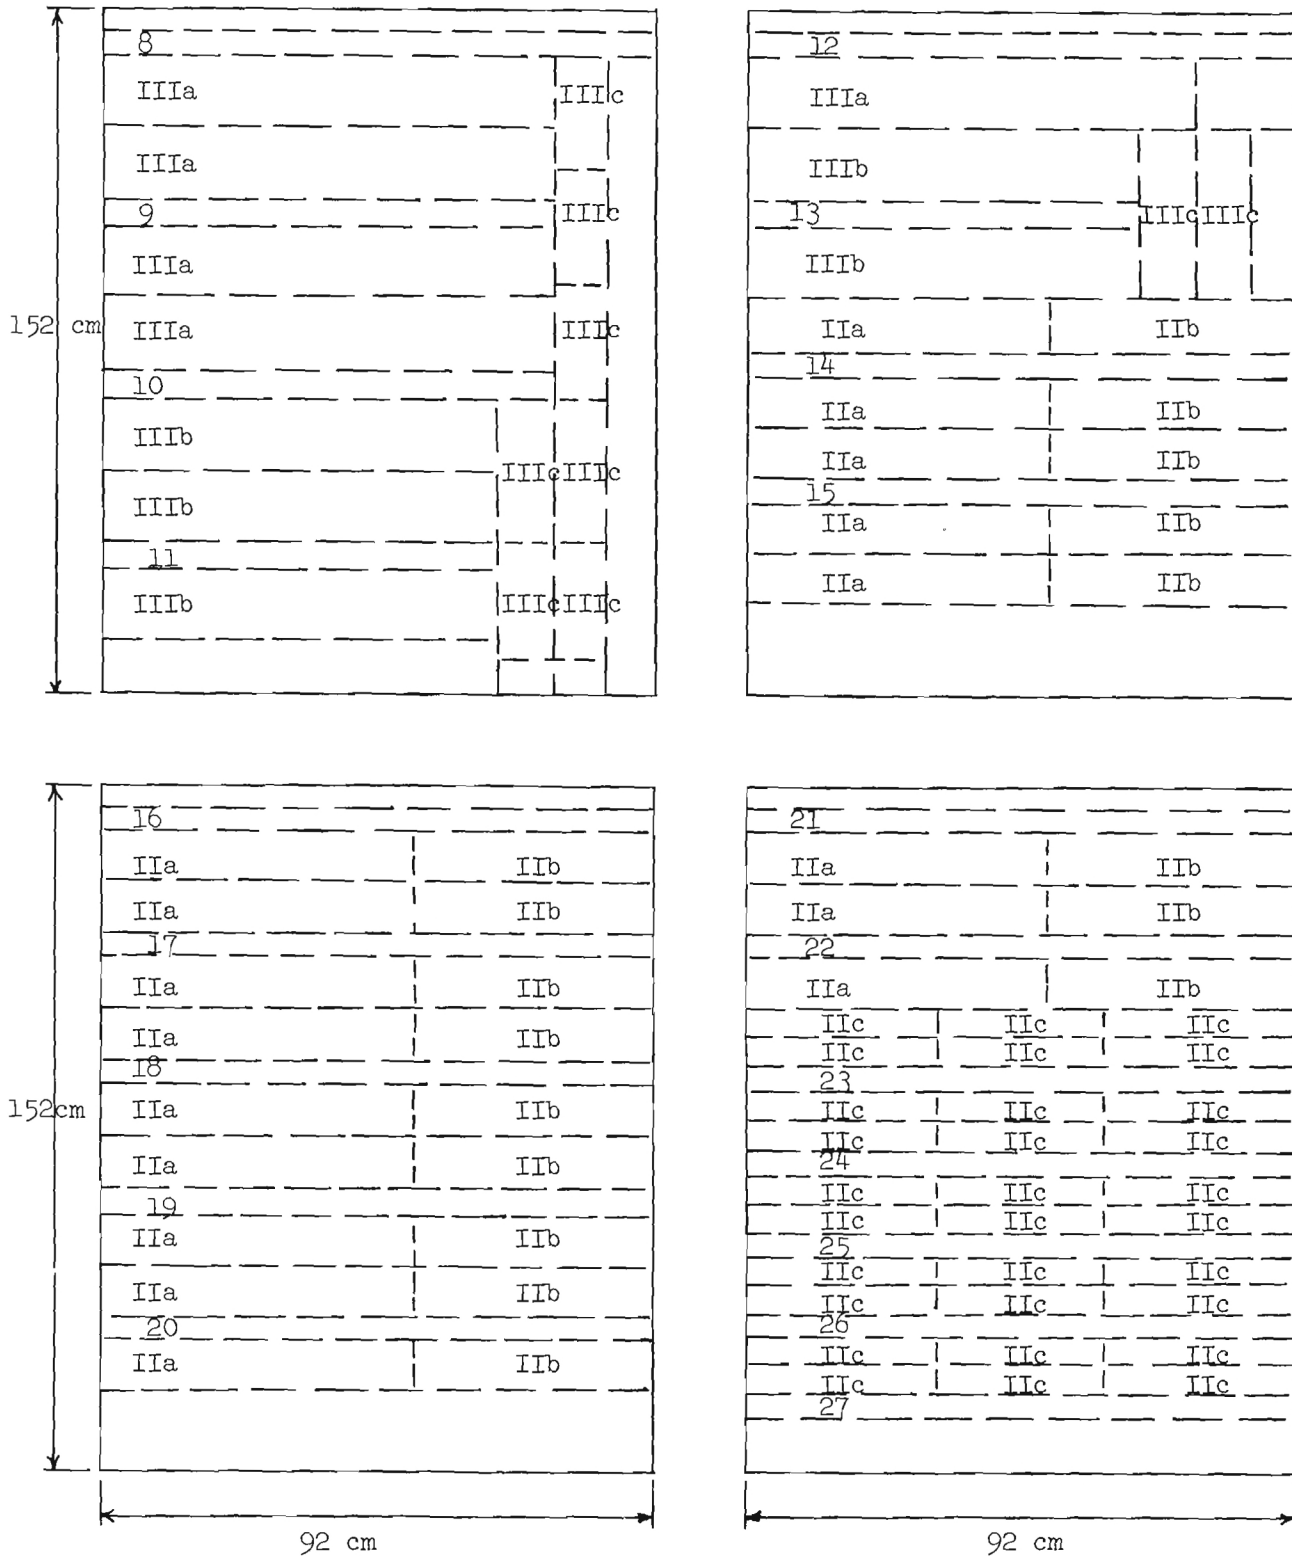 8
IIIa IIIc
IIIa
9 IIIc
IIIa
152 cm IIIa IIIc
10
IIIb
IIIc IIIc
IIIb
11
IIIb IIIc IIIc
12
IIIa
IIIb
13 IIIc IIIc
IIIb
IIa IIb
14
IIa IIb
IIa IIb
15
IIa IIb
IIa IIb
16
IIa IIb
IIa IIb
17
IIa IIb
IIa IIb
18
152cm IIa IIb
IIa IIb
19
IIa IIb
IIa IIb
20
IIa IIb
92 cm
21
IIa IIb
IIa IIb
22
IIa IIb
IIc IIc IIc
IIc IIc IIc
23
IIc IIc IIc
IIc IIc IIc
24
IIc IIc IIc
IIc IIc IIc
25
IIc IIc IIc
IIc IIc IIc
26
IIc IIc IIc
IIc IIc IIc
27
92 cm